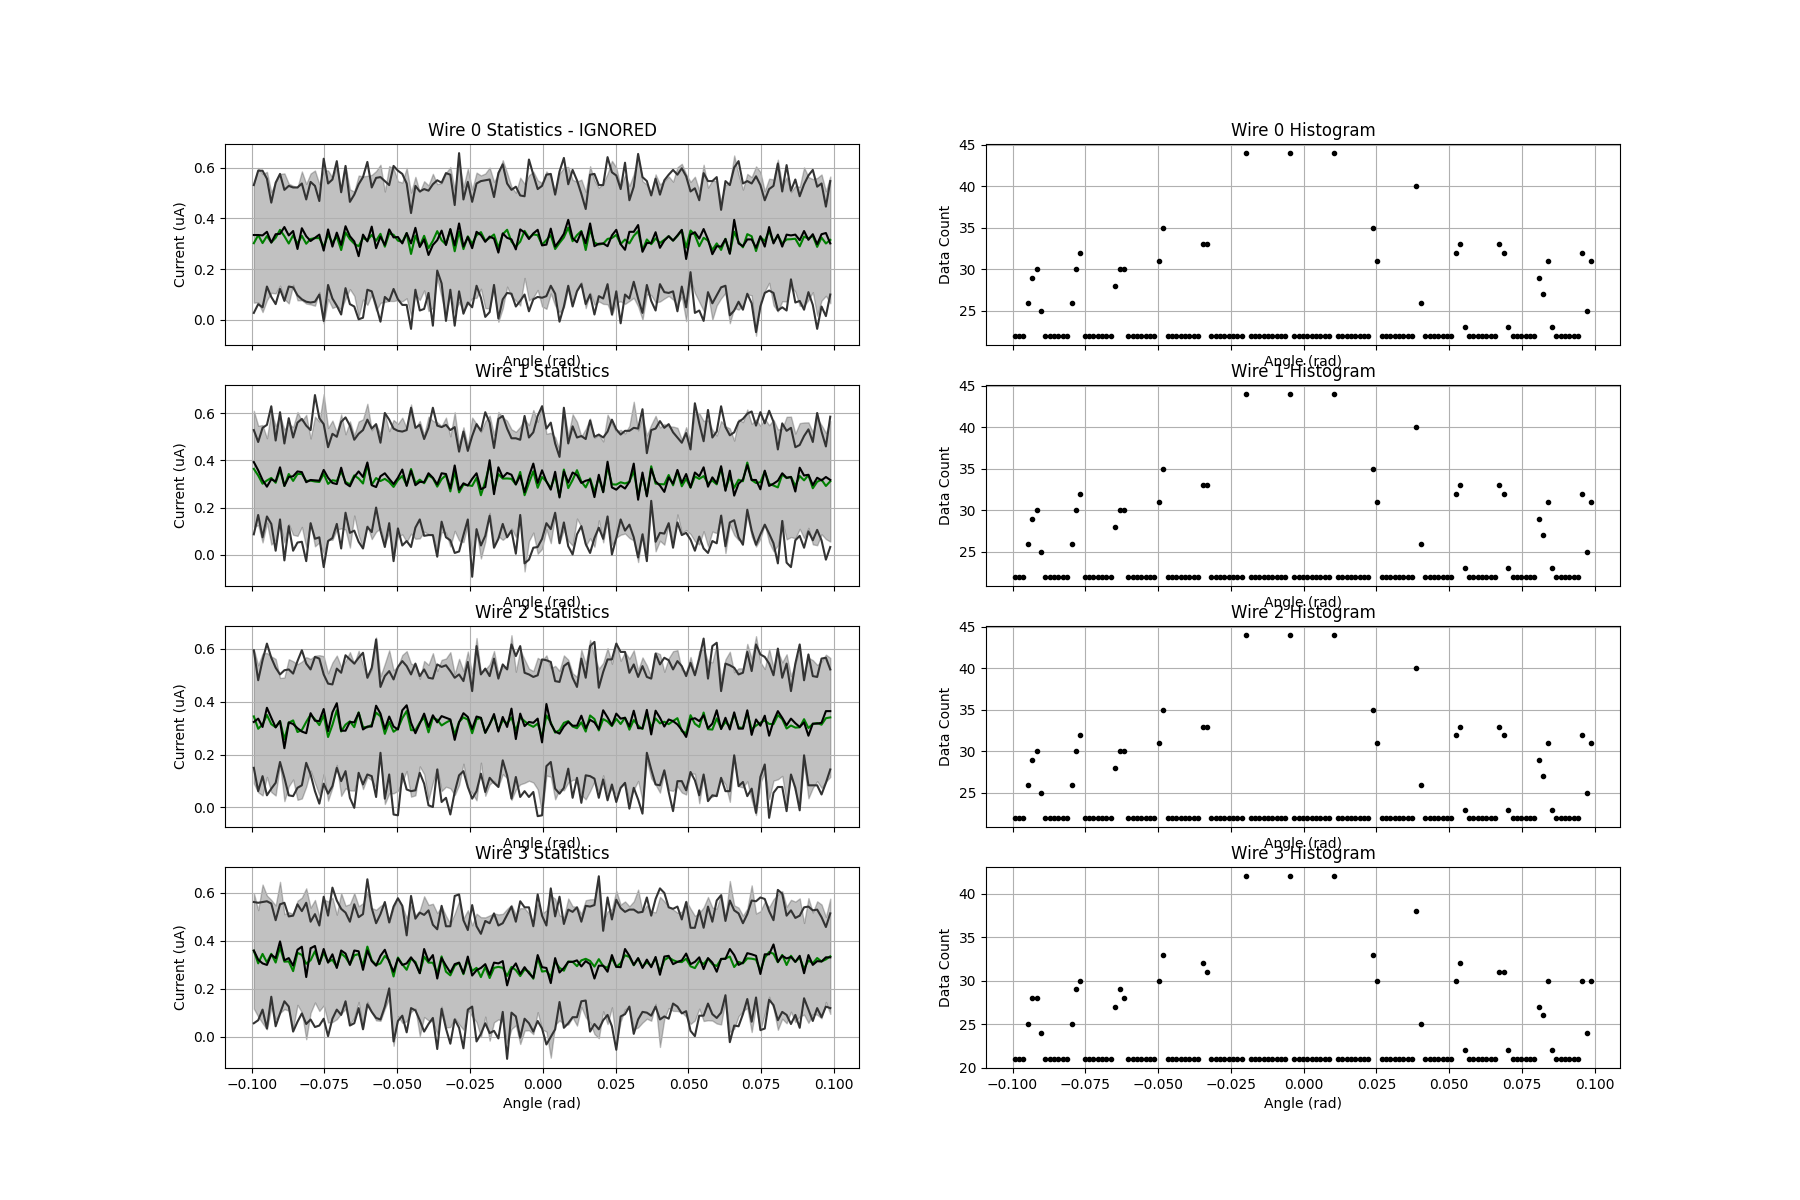 Wire 0 Statistics - IGNORED
Current (uA)
0.6
0.4
0.2
0.0
Angle (rad)
Wire 0 Histogram
Data Count
45
40
35
30
25
Angle (rad)
Wire 1 Statistics
Current (uA)
0.6
0.4
0.2
0.0
Angle (rad)
Wire 1 Histogram
Data Count
45
40
35
30
25
Angle (rad)
Wire 2 Statistics
Current (uA)
0.6
0.4
0.2
0.0
Angle (rad)
Wire 2 Histogram
Data Count
45
40
35
30
25
Angle (rad)
Wire 3 Statistics
Current (uA)
0.6
0.4
0.2
0.0
−0.100 −0.075 −0.050 −0.025 0.000 0.025 0.050 0.075 0.100
Angle (rad)
Wire 3 Histogram
Data Count
40
35
30
25
20
−0.100 −0.075 −0.050 −0.025 0.000 0.025 0.050 0.075 0.100
Angle (rad)